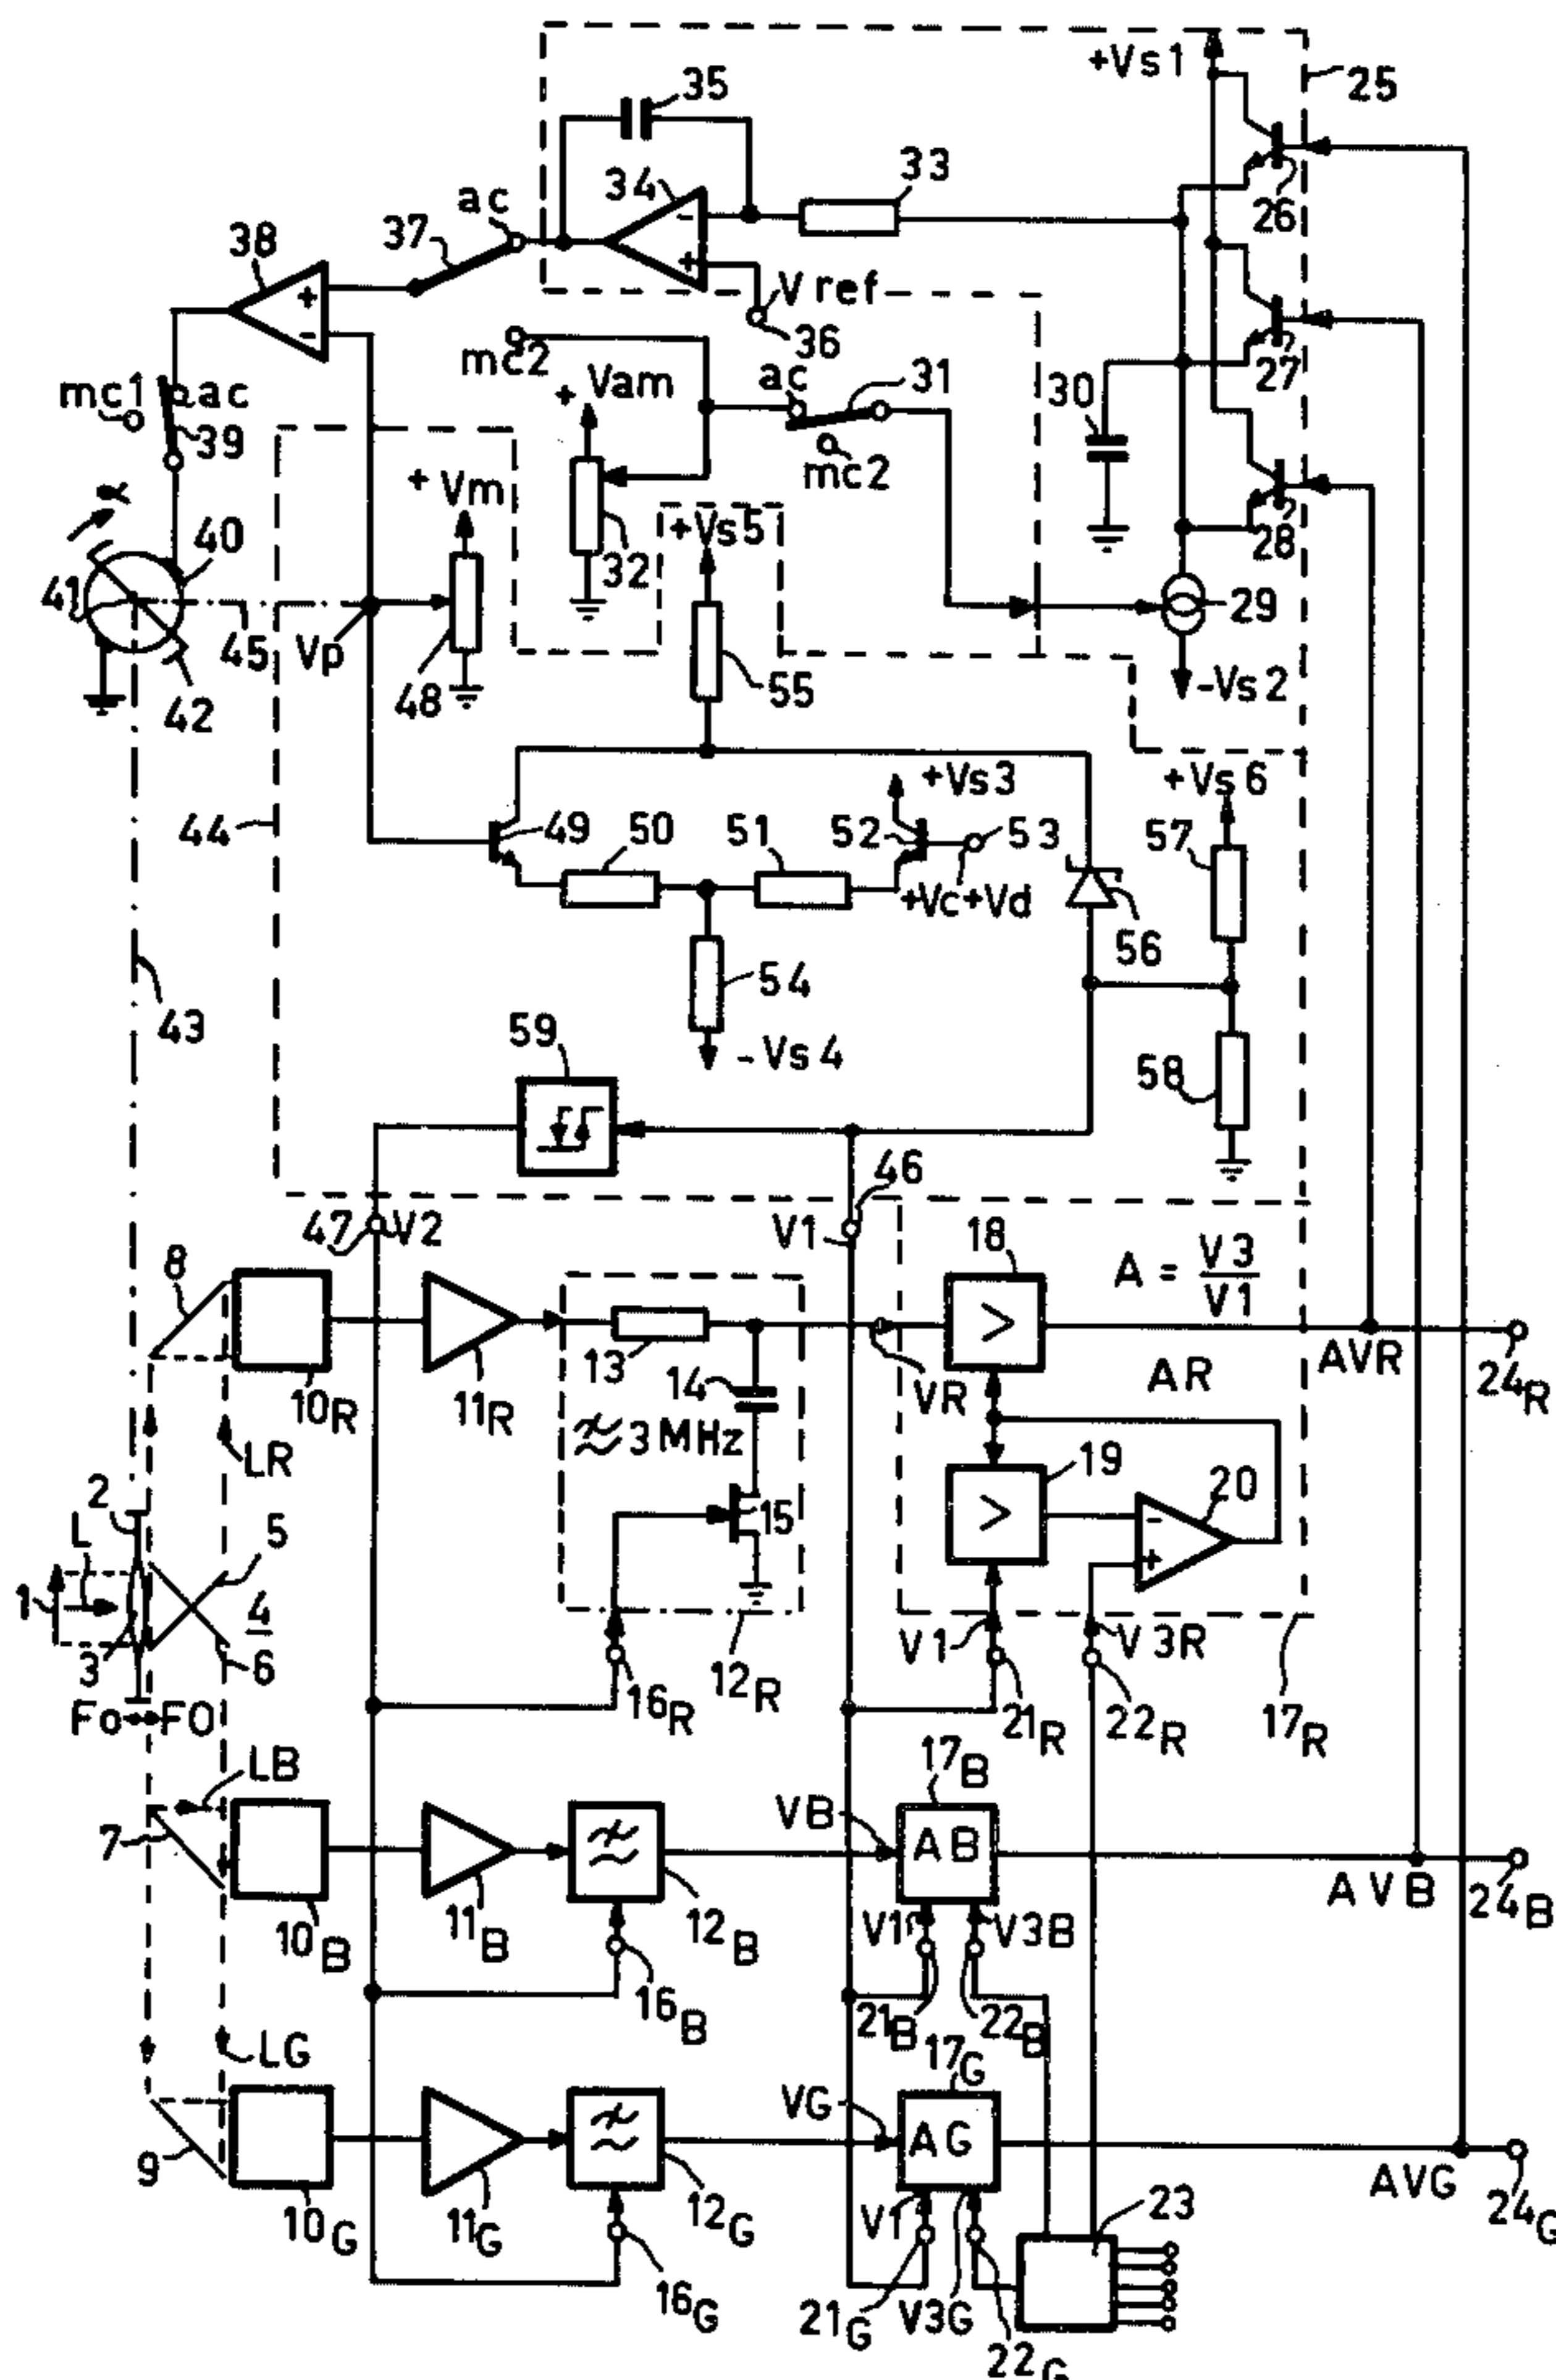 +Vs1
25
35
34
33
ac
37
26
38
-
+
+
-
Vref
36
mc2
27
+ Vam
ac
31
30
mc1
ac
39
mc2
+ Vm
28
α
40
+Vs5
32
41
45
Vp
29
48
55
-Vs2
42
+Vs3
+Vs6
44
49
50
51
52
53
57
+Vc+Vd
56
54
43
59
-Vs4
58
46
47
V2
V1
8
18
A = V3/V1
13
AVR
24R
10R
11R
14
VR
AR
3 MHz
LR
19
20
2
15
-
L
5
+
1
4
3
6
V1
V3R
12R
Fo
FO
16R
21R
22R
17R
LB
17B
VB
7
AB
AVB
24B
10B
11B
12B
V1
V3B
16B
21B
22B
LG
17G
VG
AG
9
AVG
23
10G
11G
12G
V1
24G
16G
21G
V3G
22G